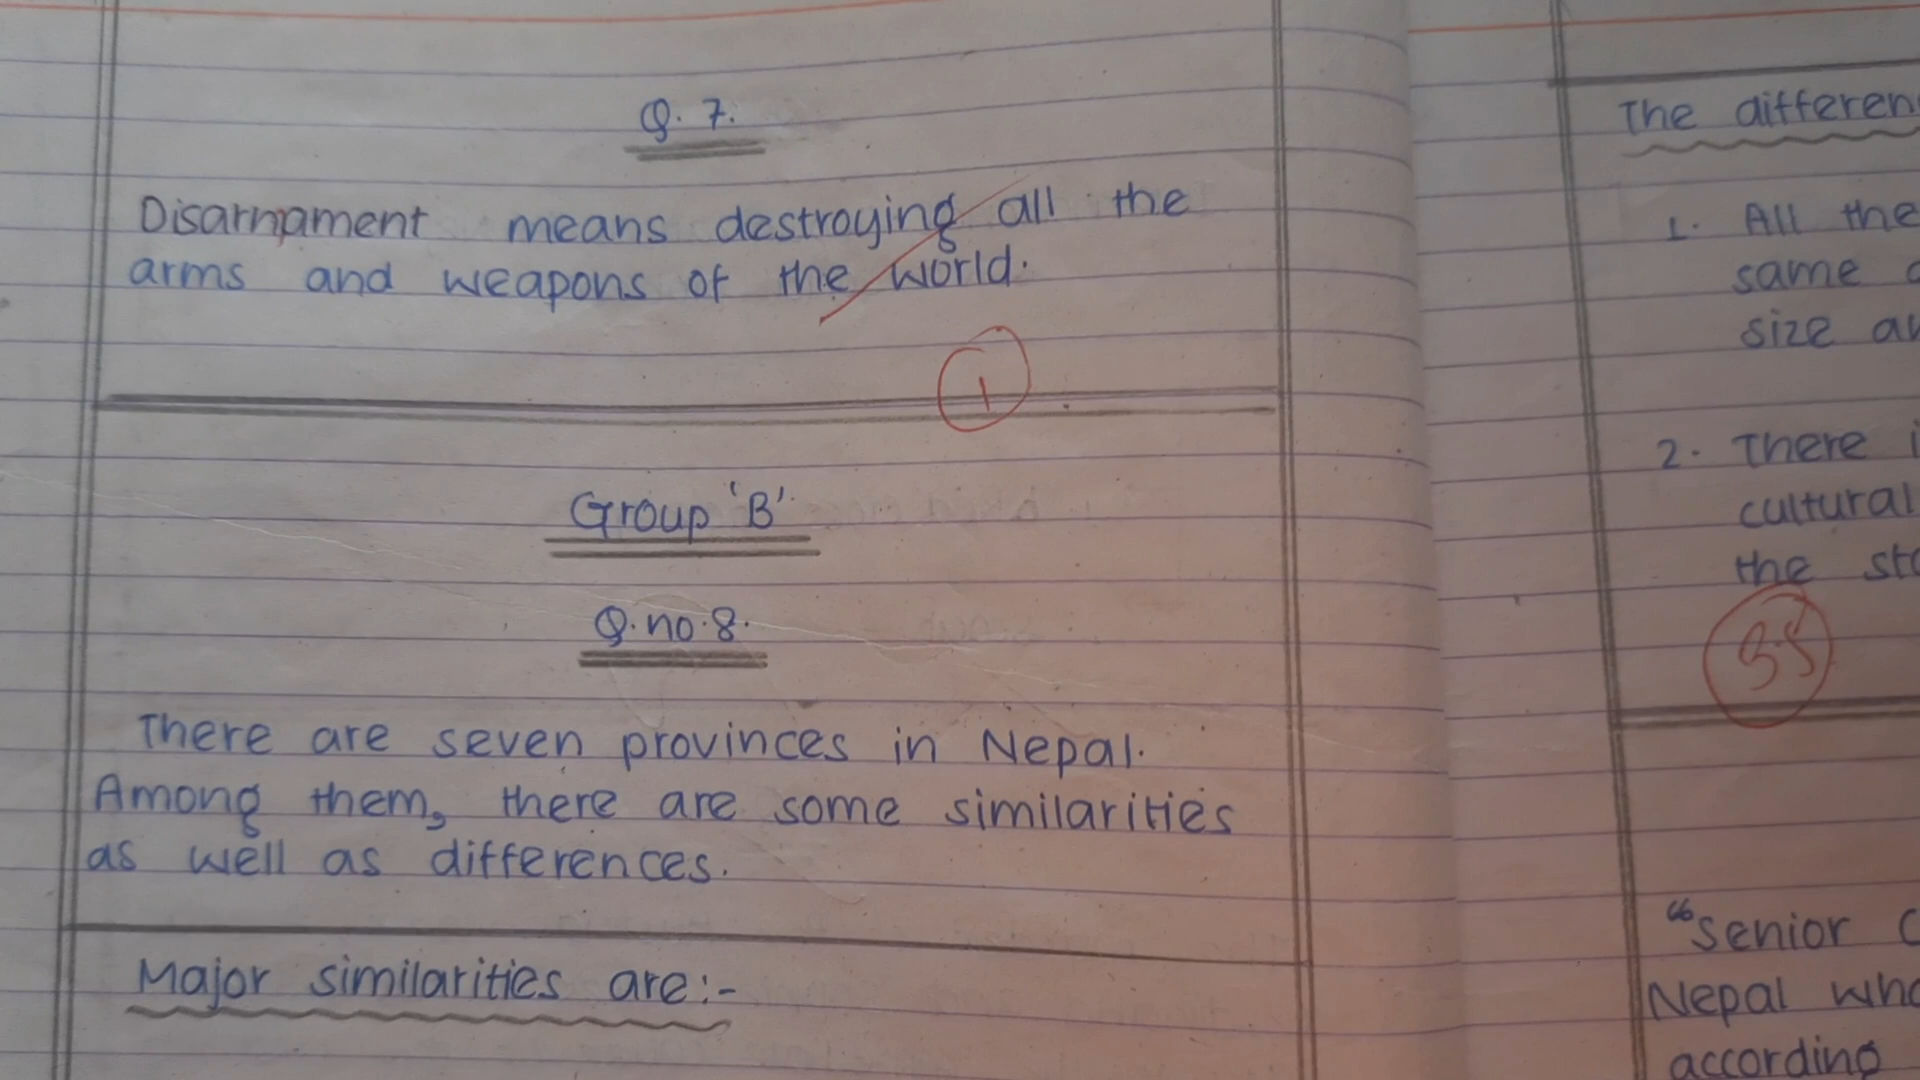 Q. 7.
Disarmament means destroying all the
arms and weapons of the world.
1
Group 'B'.
Q. no. 8.
There are seven provinces in Nepal.
Among them, there are some similarities
as well as differences.
Major similarities are:-
The differen
1. All the
same
size
2. There i
cultural
the
3.5
"Senior C
Nepal who
according